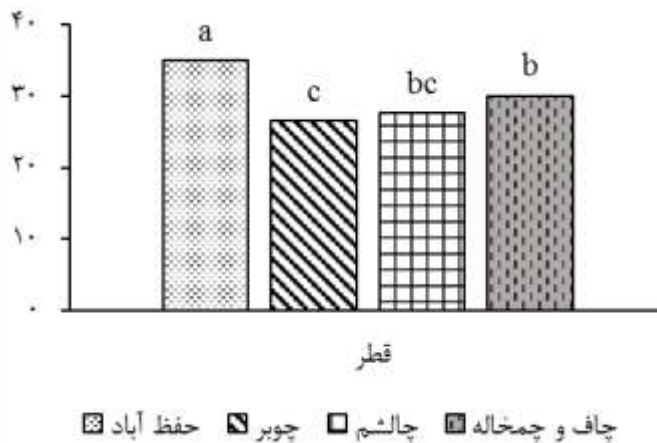 ۴۰
a
b
۳۰
c
bc
۲۰
۱۰
۰
قطر
حفظ آباد چوبر چالشم چاف و چمخاله